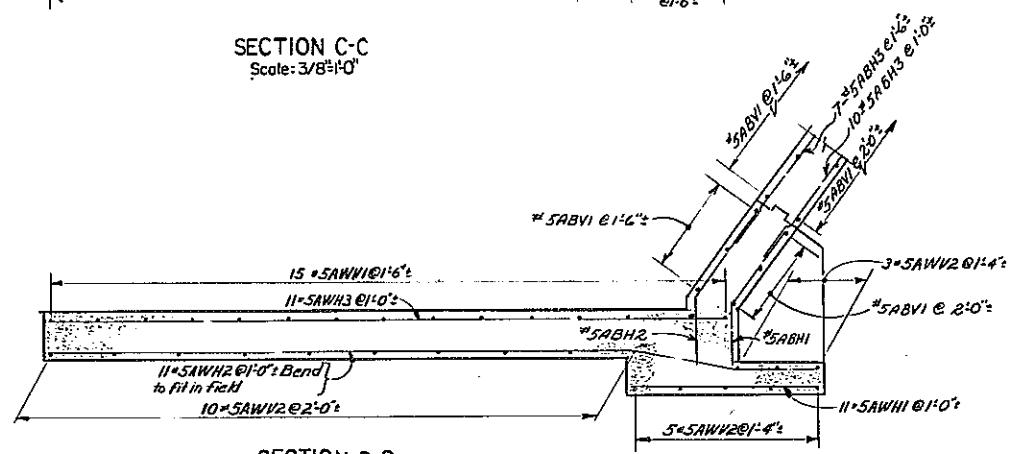 @1'-6"±
SECTION C-C
Scale: 3/8"=1'-0"
#5ABV1 @ 1'-6"±
7-#5ABH3 @ 1'-6"±
10#5ABH3 @ 1'-0"±
#5ABV1 @ 2'-0"±
#5ABV1 @ 1'-6"±
15#5AWV1 @ 1'-6"±
3#5AWV2 @ 1'-4"±
11#5AWH3 @ 1'-0"±
#5ABV1 @ 2'-0"±
#5ABH2
#5ABH1
11#5AWH2 @ 1'-0"± Bend
to fit in field
10#5AWV2 @ 2'-0"±
11#5AWH1 @ 1'-0"±
5#5AWV2 @ 1'-4"±